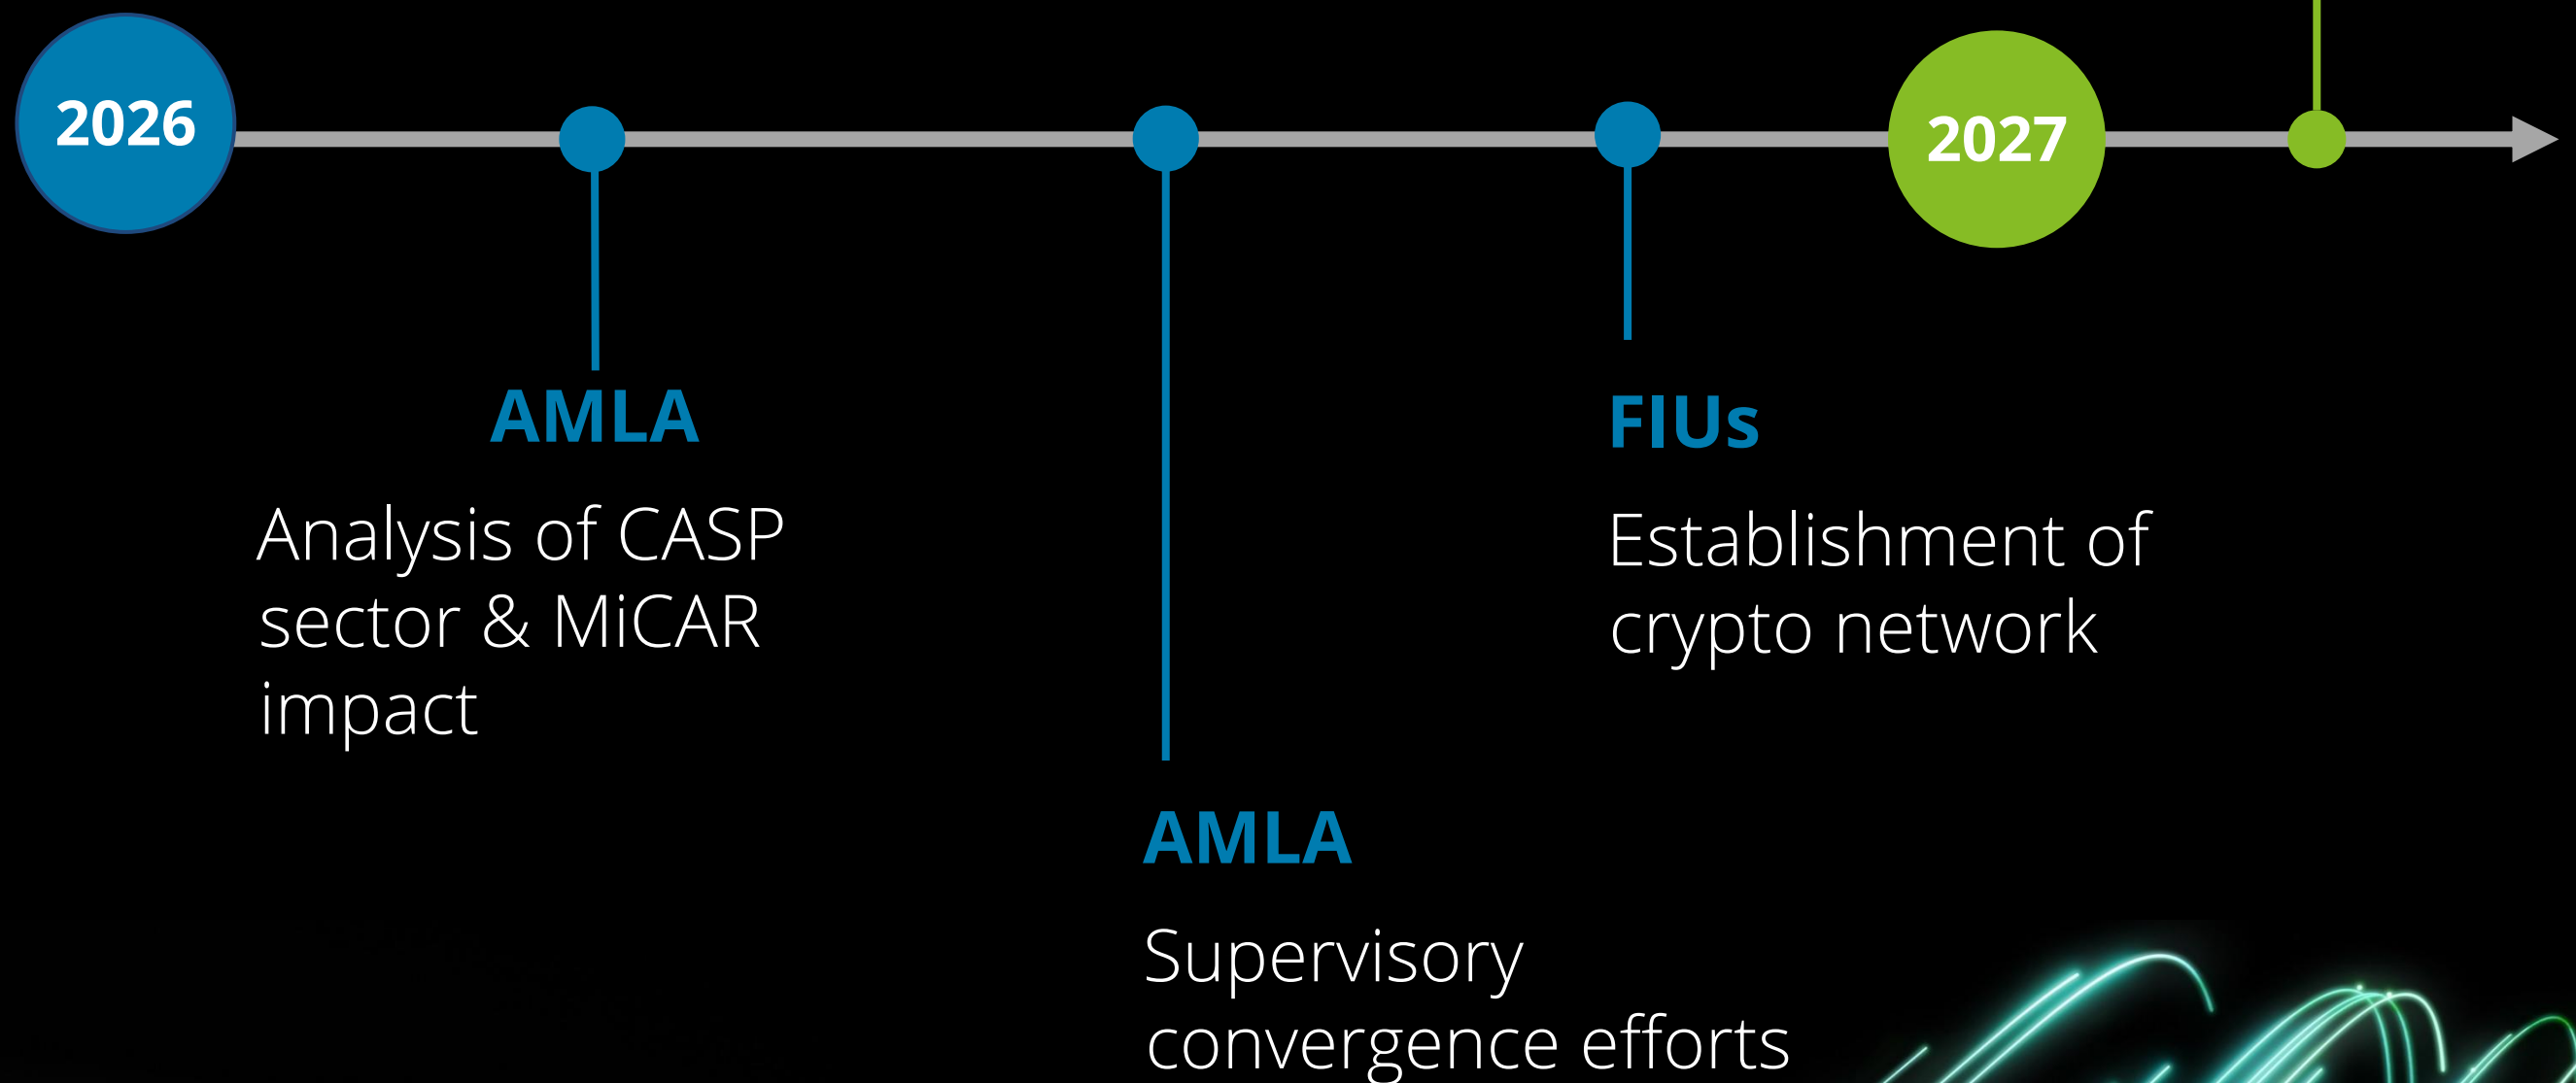 2026
2027
AMLA
Analysis of CASP
sector & MiCAR
impact
AMLA
Supervisory
convergence efforts
FIUs
Establishment of
crypto network